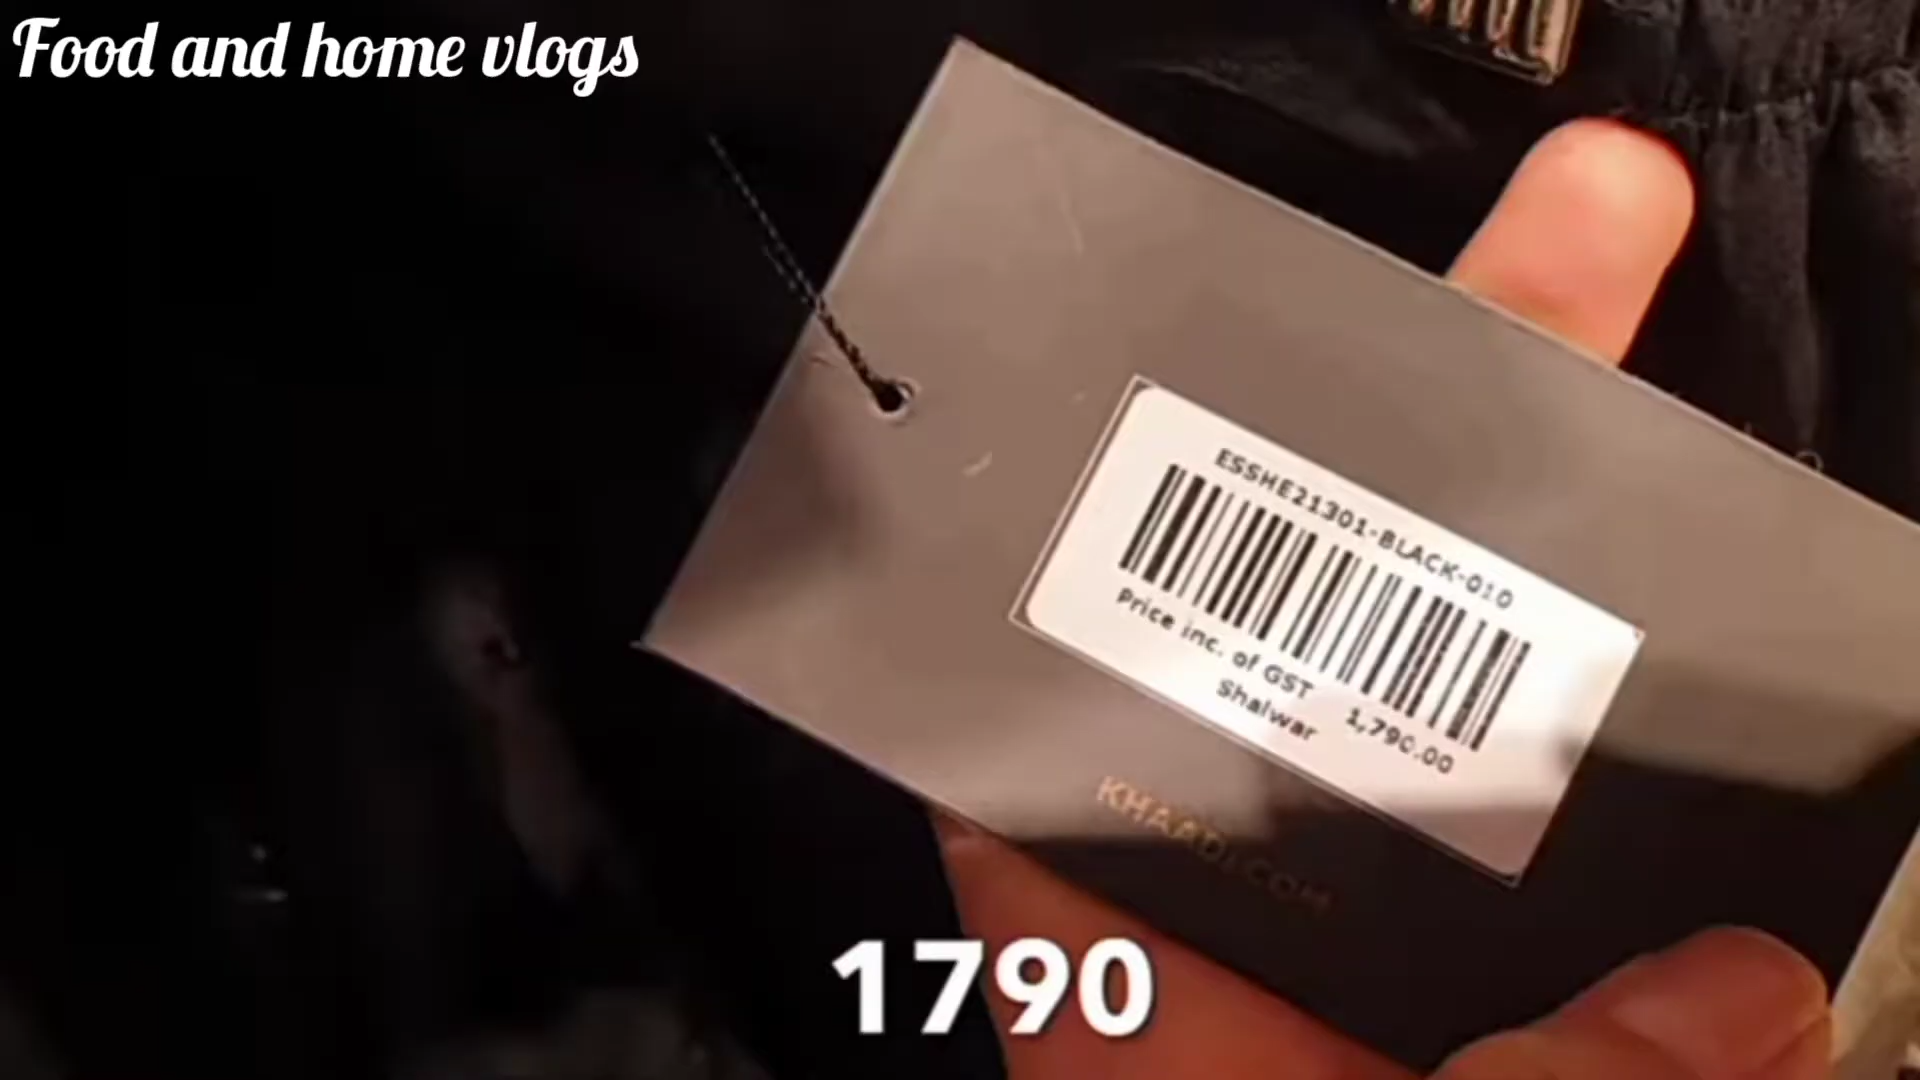 Food and home vlogs
ESSHE21301-BLACK-010
Price inc. of GST 1,790.00
Shalwar
KHAADI.COM
1790